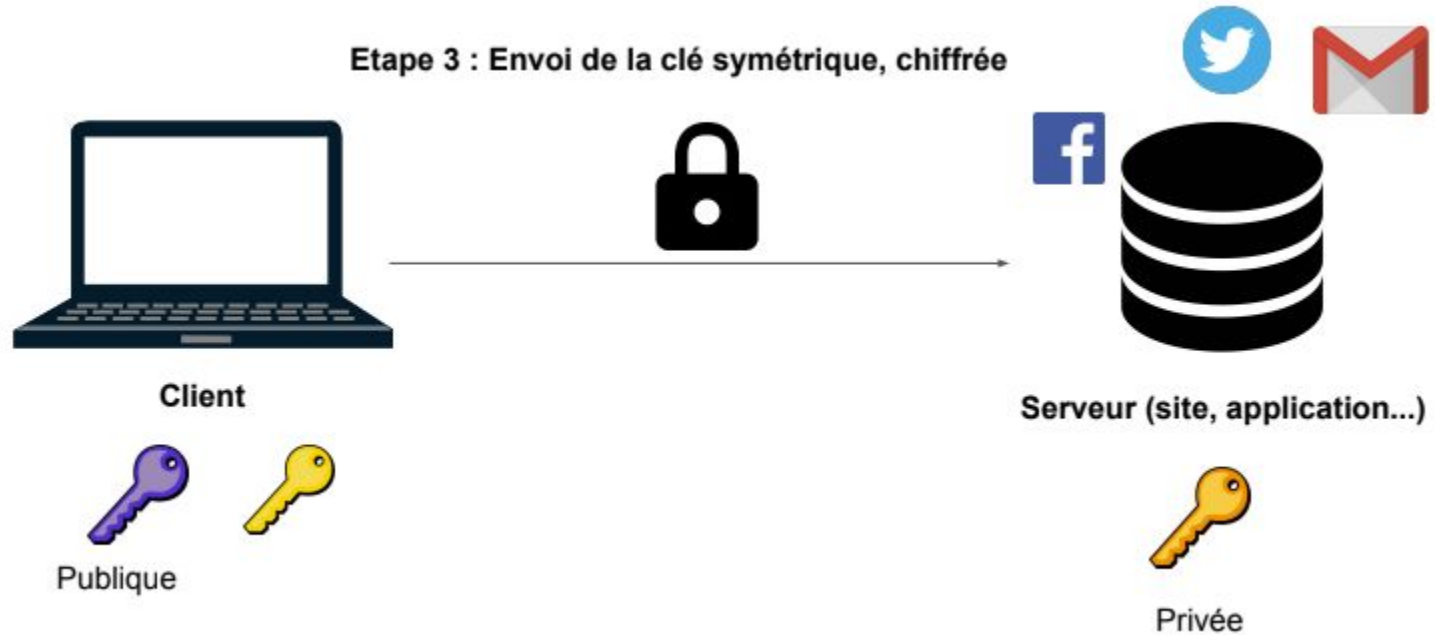 Etape 3 : Envoi de la clé symétrique, chiffrée
Client
Serveur (site, application...)
Publique
Privée